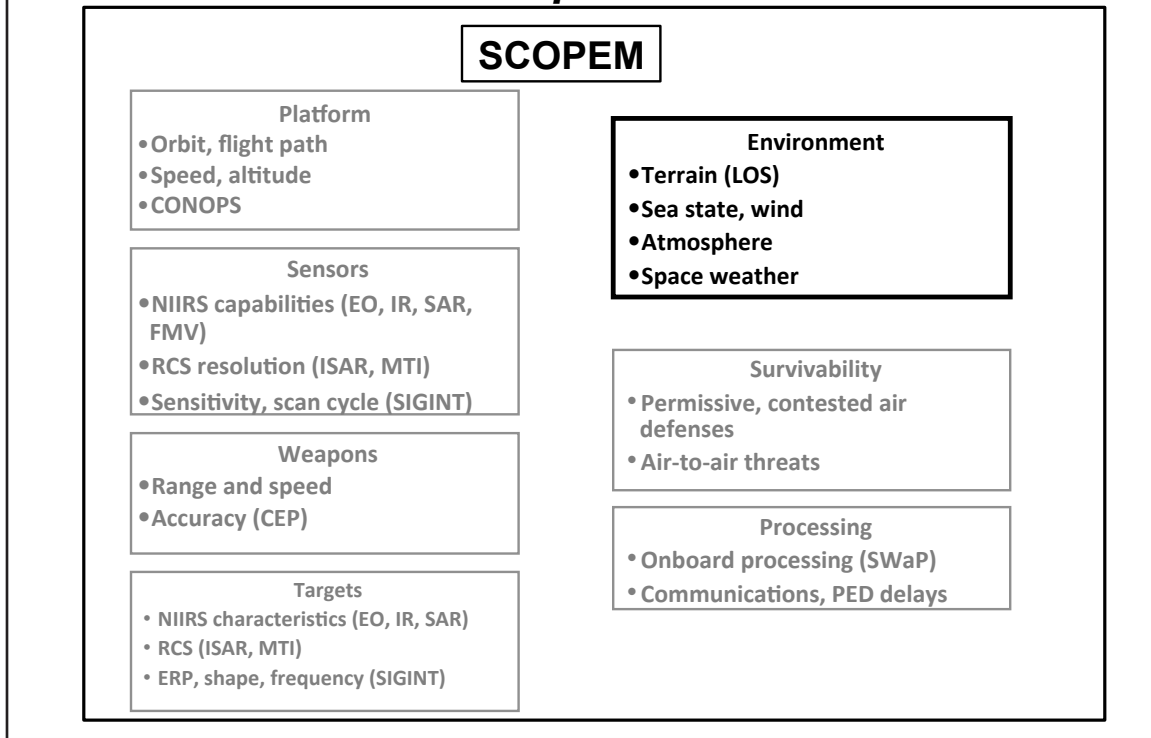 SCOPEM
Platform
•Orbit, flight path
•Speed, altitude
•CONOPS
Sensors
•NIIRS capabilities (EO, IR, SAR,
FMV)
•RCS resolution (ISAR, MTI)
•Sensitivity, scan cycle (SIGINT)
Weapons
•Range and speed
•Accuracy (CEP)
Targets
• NIIRS characteristics (EO, IR, SAR)
• RCS (ISAR, MTI)
• ERP, shape, frequency (SIGINT)
Environment
•Terrain (LOS)
•Sea state, wind
•Atmosphere
•Space weather
Survivability
• Permissive, contested air
defenses
• Air-to-air threats
Processing
• Onboard processing (SWaP)
• Communications, PED delays